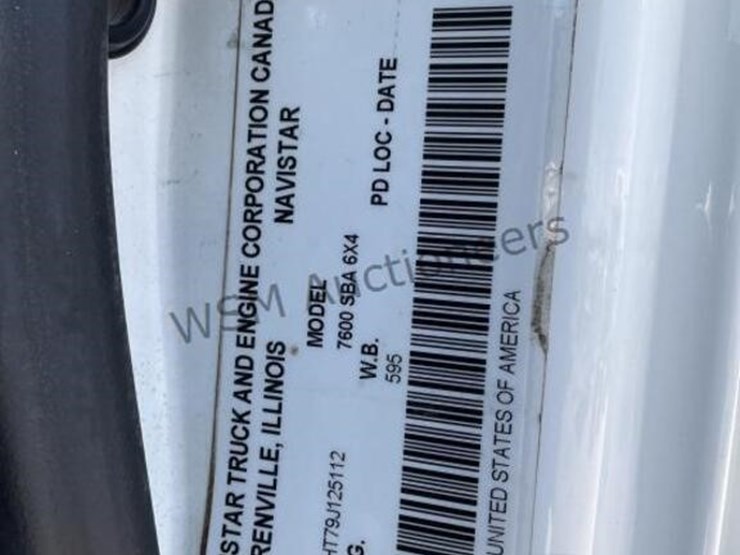 STAR TRUCK AND ENGINE CORPORATION CANAD
RENVILLE, ILLINOIS NAVISTAR
MODEL PD LOC - DATE
7600 SBA 6X4
HT79J125112 W.B.
G. 595
UNITED STATES OF AMERICA
WSM Auctioneers